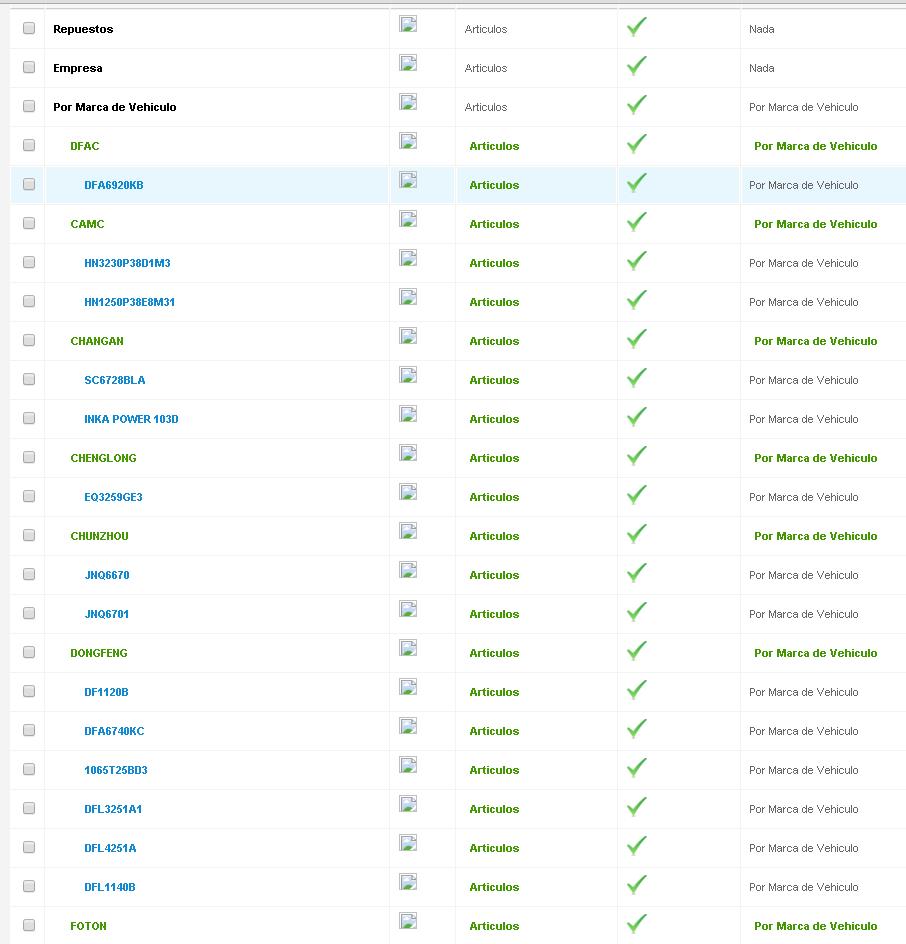 Repuestos Articulos Nada
Empresa Articulos Nada
Por Marca de Vehiculo Articulos Por Marca de Vehiculo
DFAC Articulos Por Marca de Vehiculo
DFA6920KB Articulos Por Marca de Vehiculo
CAMC Articulos Por Marca de Vehiculo
HN3230P38D1M3 Articulos Por Marca de Vehiculo
HN1250P38E8M31 Articulos Por Marca de Vehiculo
CHANGAN Articulos Por Marca de Vehiculo
SC6728BLA Articulos Por Marca de Vehiculo
INKA POWER 103D Articulos Por Marca de Vehiculo
CHENGLONG Articulos Por Marca de Vehiculo
EQ3259GE3 Articulos Por Marca de Vehiculo
CHUNZHOU Articulos Por Marca de Vehiculo
JNQ6670 Articulos Por Marca de Vehiculo
JNQ6701 Articulos Por Marca de Vehiculo
DONGFENG Articulos Por Marca de Vehiculo
DF1120B Articulos Por Marca de Vehiculo
DFA6740KC Articulos Por Marca de Vehiculo
1065T25BD3 Articulos Por Marca de Vehiculo
DFL3251A1 Articulos Por Marca de Vehiculo
DFL4251A Articulos Por Marca de Vehiculo
DFL1140B Articulos Por Marca de Vehiculo
FOTON Articulos Por Marca de Vehiculo